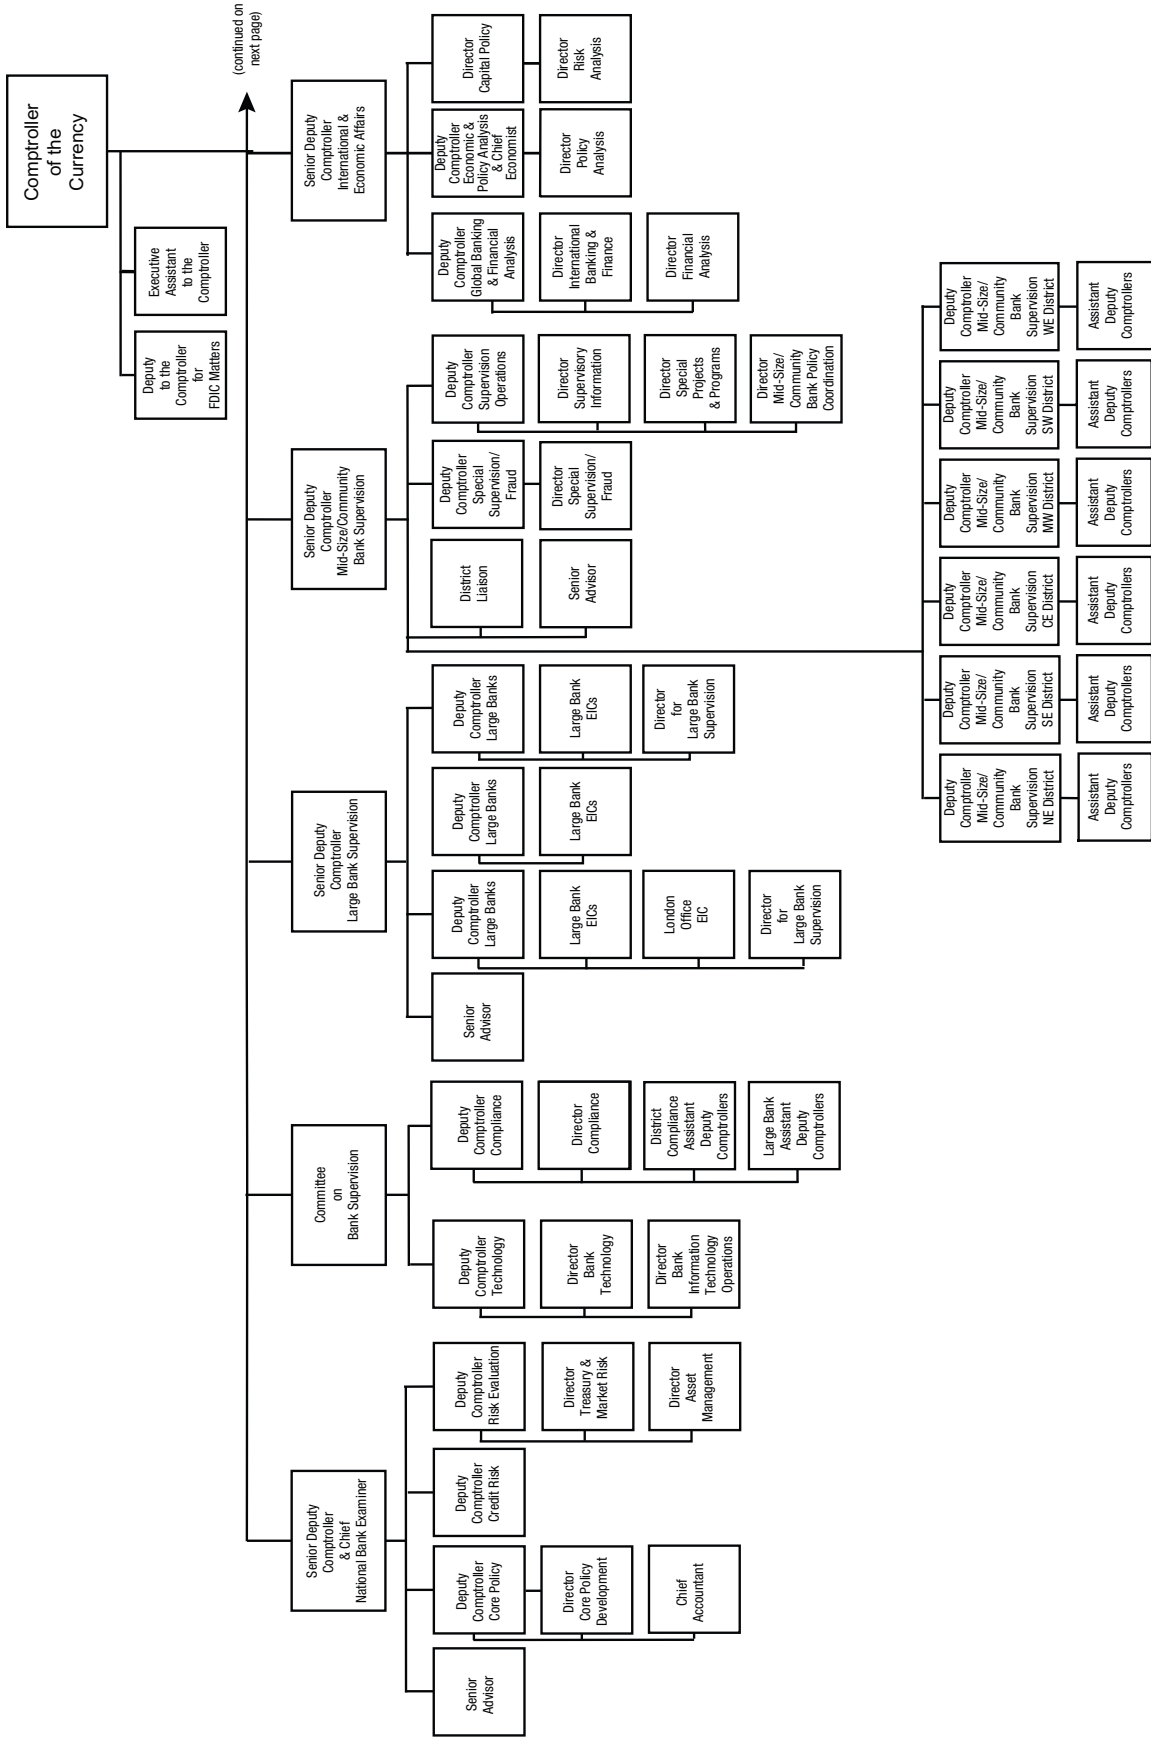 Comptroller
of the
Currency
Deputy
to the
Comptroller
for
FDIC Matters
Executive
Assistant
to the
Comptroller
(continued on
next page)
Senior Deputy
Comptroller
& Chief
National Bank Examiner
Committee
on
Bank Supervision
Senior Deputy
Comptroller
Large Bank Supervision
Senior Deputy
Comptroller
Mid-Size/Community
Bank Supervision
Senior Deputy
Comptroller
International &
Economic Affairs
Senior
Advisor
Deputy
Comptroller
Core Policy
Director
Core Policy
Development
Chief
Accountant
Deputy
Comptroller
Credit Risk
Deputy
Comptroller
Risk Evaluation
Director
Treasury &
Market Risk
Director
Asset
Management
Deputy
Comptroller
Technology
Director
Bank
Technology
Director
Bank
Information
Technology
Operations
Deputy
Comptroller
Compliance
Director
Compliance
District
Compliance
Assistant
Deputy
Comptrollers
Large Bank
Assistant
Deputy
Comptrollers
Senior
Advisor
Deputy
Comptroller
Large Banks
Large Bank
EICs
London
Office
EIC
Director
for
Large Bank
Supervision
Deputy
Comptroller
Large Banks
Large Bank
EICs
Deputy
Comptroller
Large Banks
Large Bank
EICs
Director
for
Large Bank
Supervision
District
Liaison
Senior
Advisor
Deputy
Comptroller
Special
Supervision/
Fraud
Director
Special
Supervision/
Fraud
Deputy
Comptroller
Supervision
Operations
Director
Supervisory
Information
Director
Special
Projects
& Programs
Director
Mid-Size/
Community
Bank Policy
Coordination
Deputy
Comptroller
Global Banking
& Financial
Analysis
Director
International
Banking &
Finance
Director
Financial
Analysis
Deputy
Comptroller
Economic &
Policy Analysis
& Chief
Economist
Director
Policy
Analysis
Director
Capital Policy
Director
Risk
Analysis
Deputy
Comptroller
Mid-Size/
Community
Bank
Supervision
NE District
Assistant
Deputy
Comptrollers
Deputy
Comptroller
Mid-Size/
Community
Bank
Supervision
SE District
Assistant
Deputy
Comptrollers
Deputy
Comptroller
Mid-Size/
Community
Bank
Supervision
CE District
Assistant
Deputy
Comptrollers
Deputy
Comptroller
Mid-Size/
Community
Bank
Supervision
MW District
Assistant
Deputy
Comptrollers
Deputy
Comptroller
Mid-Size/
Community
Bank
Supervision
SW District
Assistant
Deputy
Comptrollers
Deputy
Comptroller
Mid-Size/
Community
Bank
Supervision
WE District
Assistant
Deputy
Comptrollers